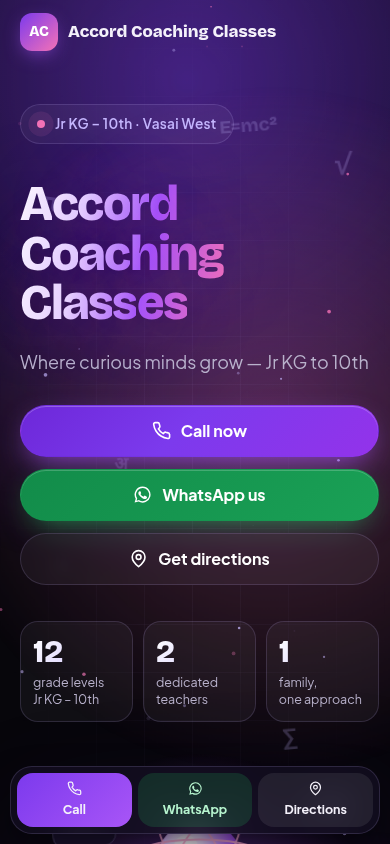 AC Accord Coaching Classes
Jr KG – 10th · Vasai West
E=mc²
√
Accord
Coaching
Classes
Where curious minds grow — Jr KG to 10th
Call now
अ
WhatsApp us
Get directions
12
grade levels
Jr KG – 10th
2
dedicated
teachers
1
family,
one approach
Σ
Call
WhatsApp
Directions